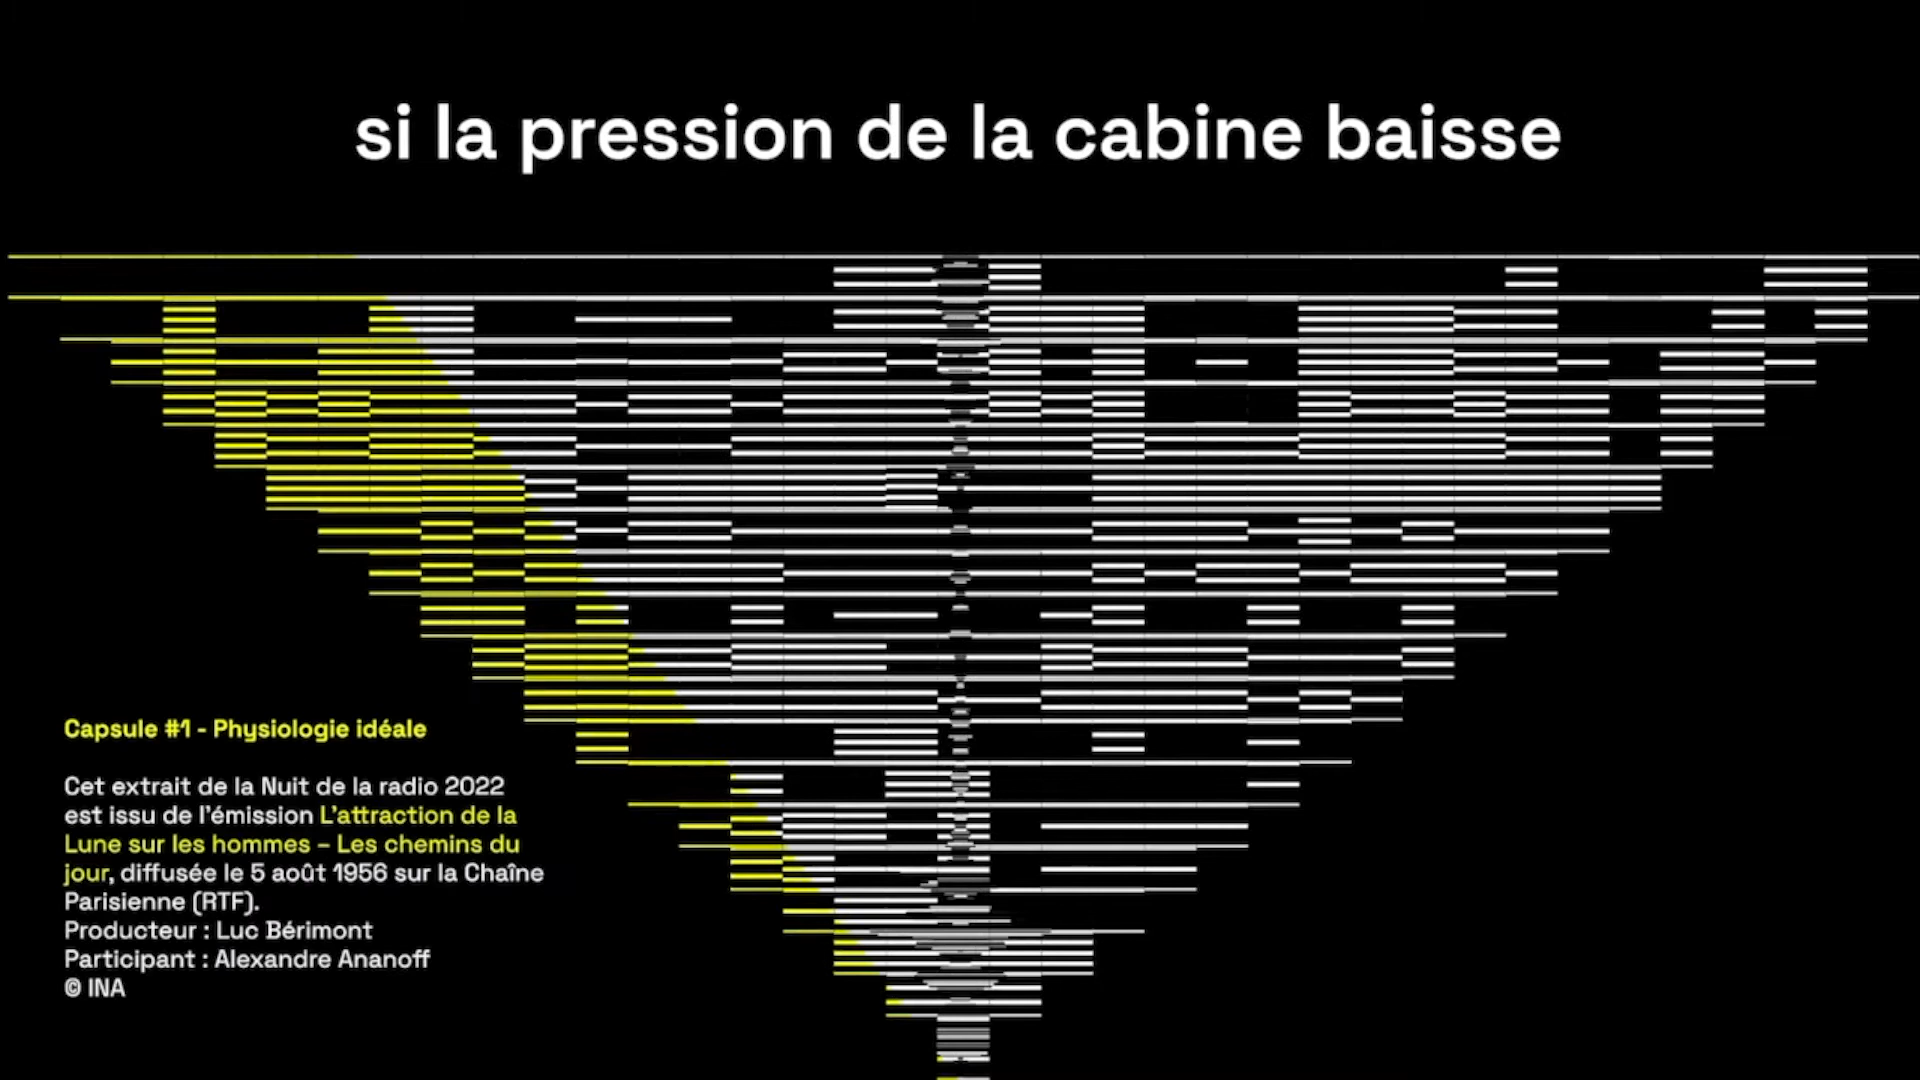 si la pression de la cabine baisse
Capsule #1 - Physiologie idéale
Cet extrait de la Nuit de la radio 2022
est issu de l'émission L'attraction de la
Lune sur les hommes – Les chemins du
jour, diffusée le 5 août 1956 sur la Chaîne
Parisienne (RTF).
Producteur : Luc Bérimont
Participant : Alexandre Ananoff
© INA